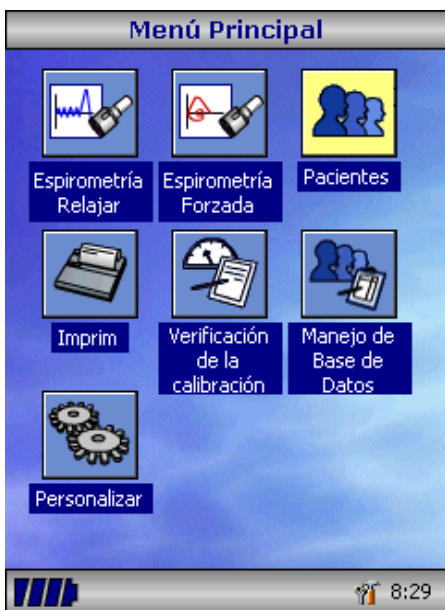 Menú Principal
Espirometría
Relajar
Espirometría
Forzada
Pacientes
Imprim
Verificación
de la
calibración
Manejo de
Base de
Datos
Personalizar
8:29